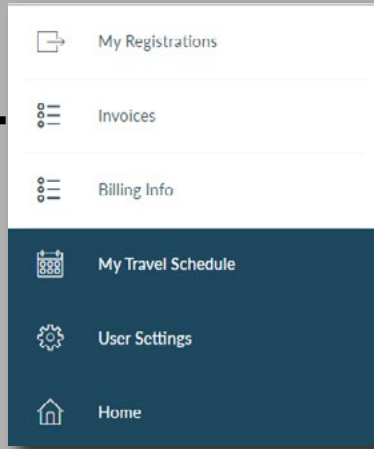 My Registrations
Invoices
Billing Info
My Travel Schedule
User Settings
Home